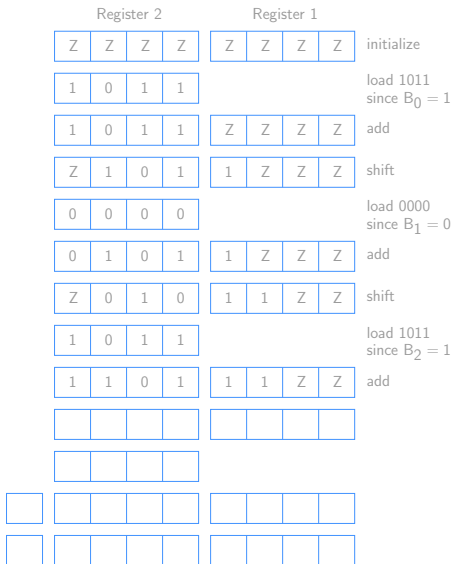 Register 2 Register 1
Z Z Z Z Z Z Z Z initialize
1 0 1 1 load 1011
since B0 = 1
1 0 1 1 Z Z Z Z add
Z 1 0 1 1 Z Z Z shift
0 0 0 0 load 0000
since B1 = 0
0 1 0 1 1 Z Z Z add
Z 0 1 0 1 1 Z Z shift
1 0 1 1 load 1011
since B2 = 1
1 1 0 1 1 1 Z Z add